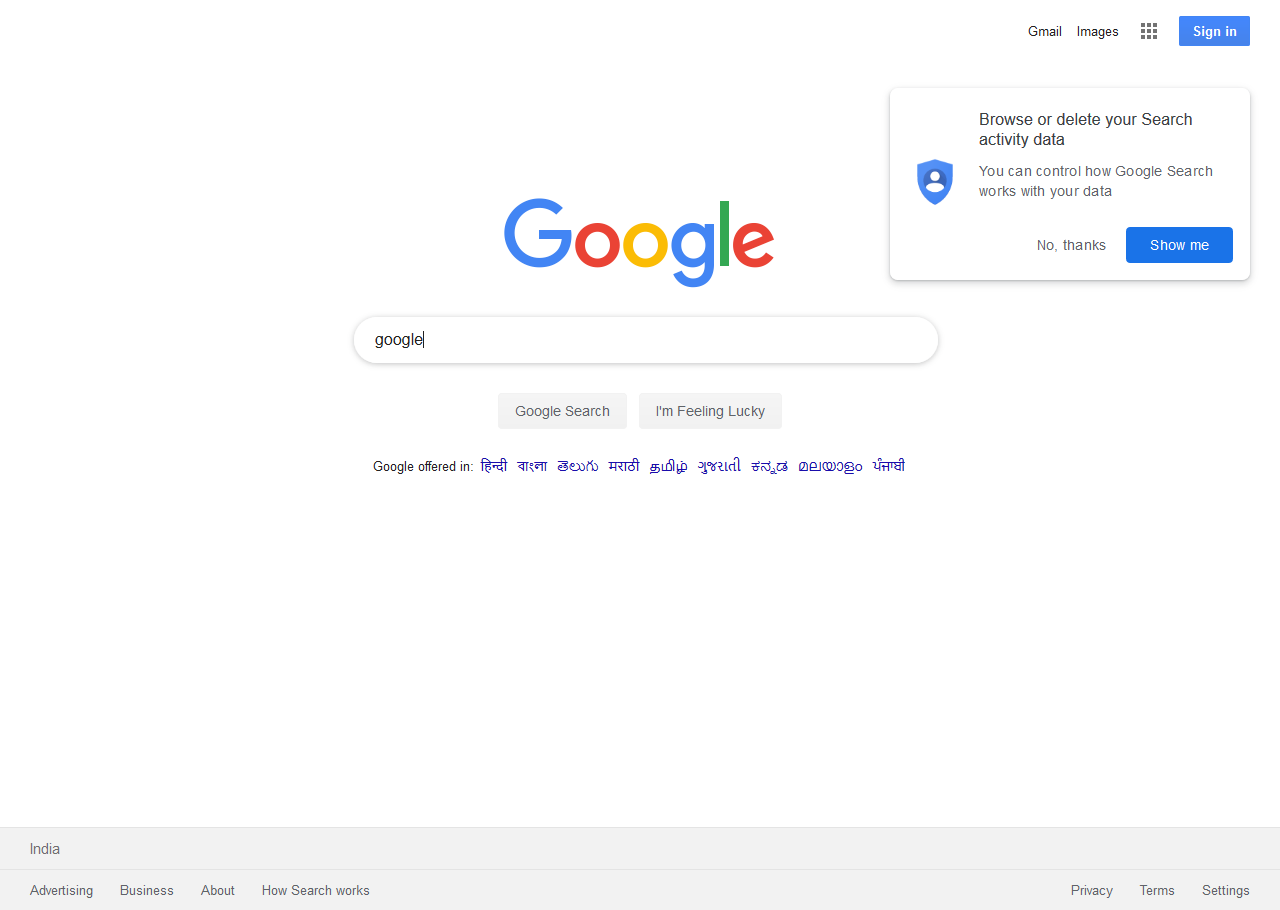 Gmail Images Sign in
Browse or delete your Search
activity data
You can control how Google Search
works with your data
No, thanks Show me
Google
google
Google Search I'm Feeling Lucky
Google offered in: हिन्दी বাংলা తెలుగు मराठी தமிழ் ગુજરાતી ಕನ್ನಡ മലയാളം ਪੰਜਾਬੀ
India
Advertising Business About How Search works Privacy Terms Settings